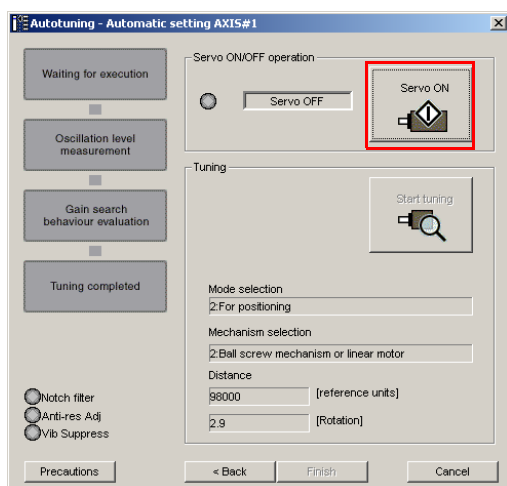 Autotuning - Automatic setting AXIS#1
Waiting for execution
Oscillation level
measurement
Gain search
behaviour evaluation
Tuning completed
Notch filter
Anti-res Adj
Vib Suppress
Servo ON/OFF operation
Servo OFF
Servo ON
Tuning
Start tuning
Mode selection
2:For positioning
Mechanism selection
2:Ball screw mechanism or linear motor
Distance
98000 [reference units]
2.9 [Rotation]
Precautions < Back Finish Cancel